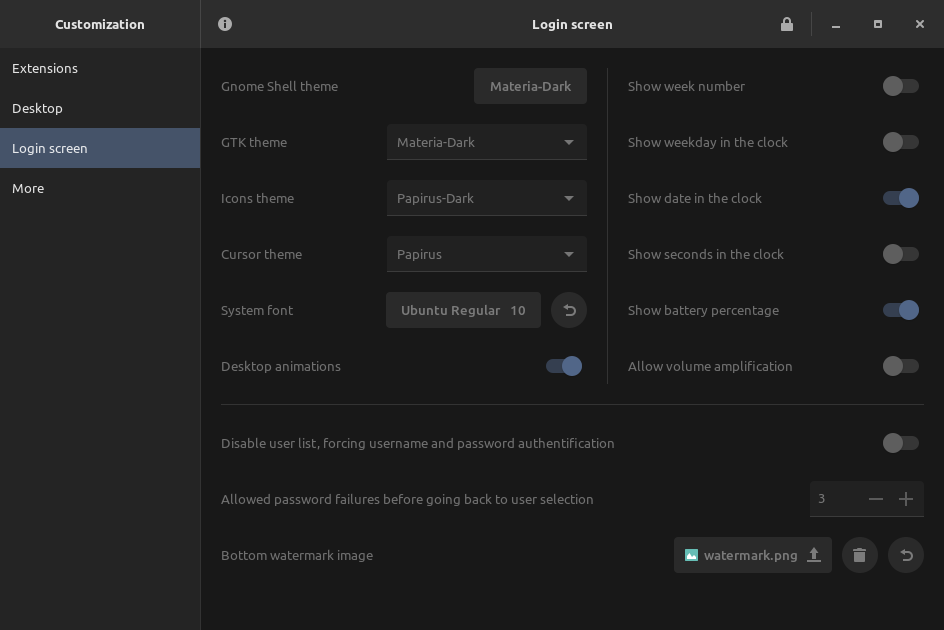 Customization
Login screen
Extensions
Desktop
Login screen
More
Gnome Shell theme
Materia-Dark
GTK theme
Materia-Dark
Icons theme
Papirus-Dark
Cursor theme
Papirus
System font
Ubuntu Regular 10
Desktop animations
Show week number
Show weekday in the clock
Show date in the clock
Show seconds in the clock
Show battery percentage
Allow volume amplification
Disable user list, forcing username and password authentification
Allowed password failures before going back to user selection
3
Bottom watermark image
watermark.png